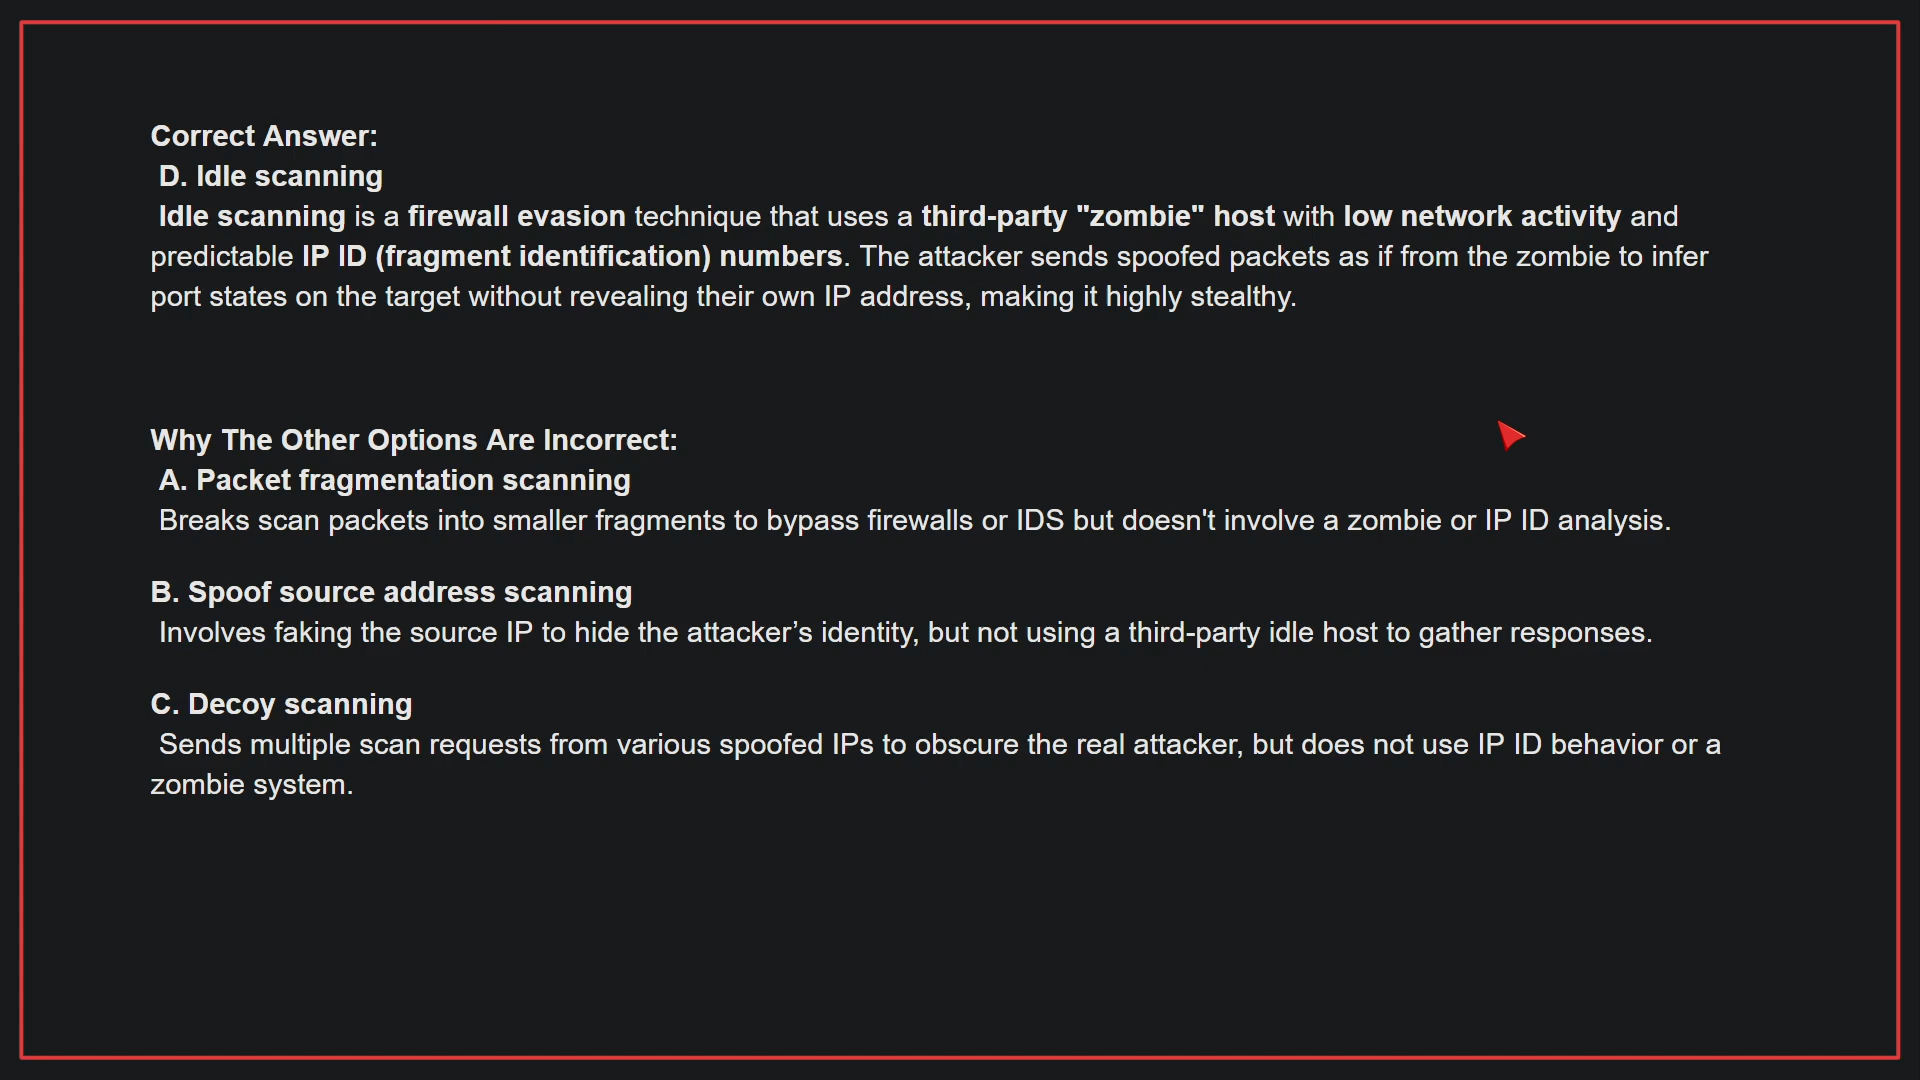 Correct Answer:
D. Idle scanning
Idle scanning is a firewall evasion technique that uses a third-party "zombie" host with low network activity and
predictable IP ID (fragment identification) numbers. The attacker sends spoofed packets as if from the zombie to infer
port states on the target without revealing their own IP address, making it highly stealthy.
Why The Other Options Are Incorrect:
A. Packet fragmentation scanning
Breaks scan packets into smaller fragments to bypass firewalls or IDS but doesn't involve a zombie or IP ID analysis.
B. Spoof source address scanning
Involves faking the source IP to hide the attacker’s identity, but not using a third-party idle host to gather responses.
C. Decoy scanning
Sends multiple scan requests from various spoofed IPs to obscure the real attacker, but does not use IP ID behavior or a
zombie system.